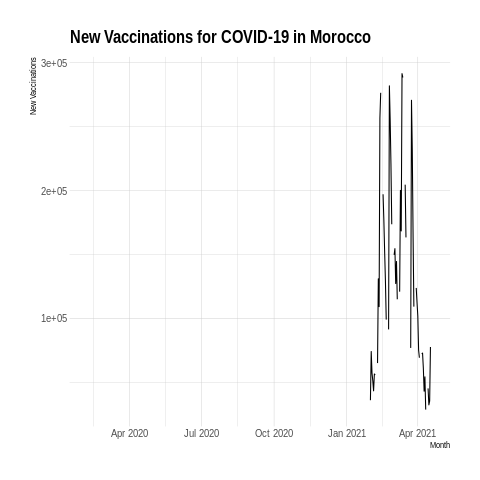 New Vaccinations for COVID-19 in Morocco
New Vaccinations
3e+05
2e+05
1e+05
Apr 2020 Jul 2020 Oct 2020 Jan 2021 Apr 2021
Month